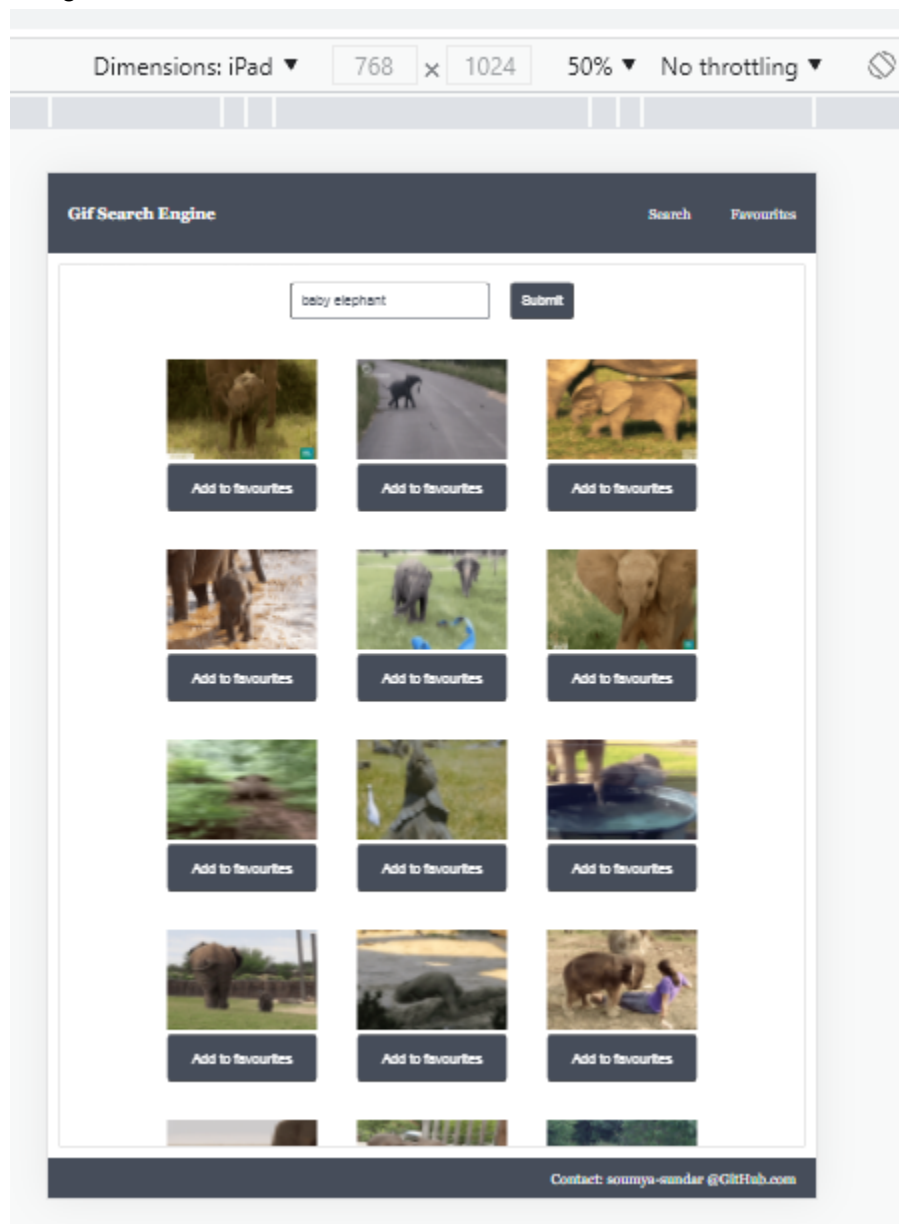 Dimensions: iPad ▼ 768 × 1024 50% ▼ No throttling ▼
Gif Search Engine Search Favourites
baby elephant Submit
Add to favourites Add to favourites Add to favourites
Add to favourites Add to favourites Add to favourites
Add to favourites Add to favourites Add to favourites
Add to favourites Add to favourites Add to favourites
Contact: soumya-sundar @GitHub.com